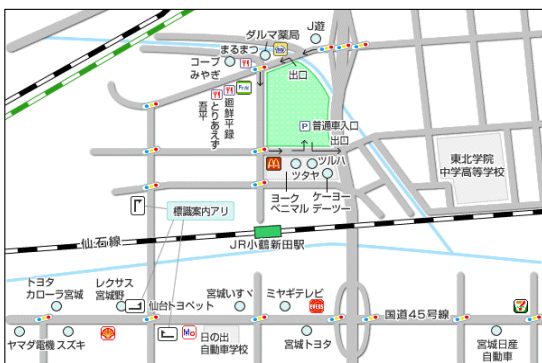 J遊
ダルマ薬局
まるまつ
コープ
みやぎ
出口
廻鮮平録
とりあえず
吾平
P 普通車入口
出口
ツルハ
ツタヤ
ヨーク
ベニマル
ケーヨー
デーツー
東北学院
中学高等学校
標識案内アリ
仙石線
JR小鶴新田駅
トヨタ
カローラ宮城
レクサス
宮城野
仙台トヨペット
宮城いすゞ
ミヤギテレビ
国道45号線
ヤマダ電機
スズキ
日の出
自動車学校
宮城トヨタ
宮城日産
自動車